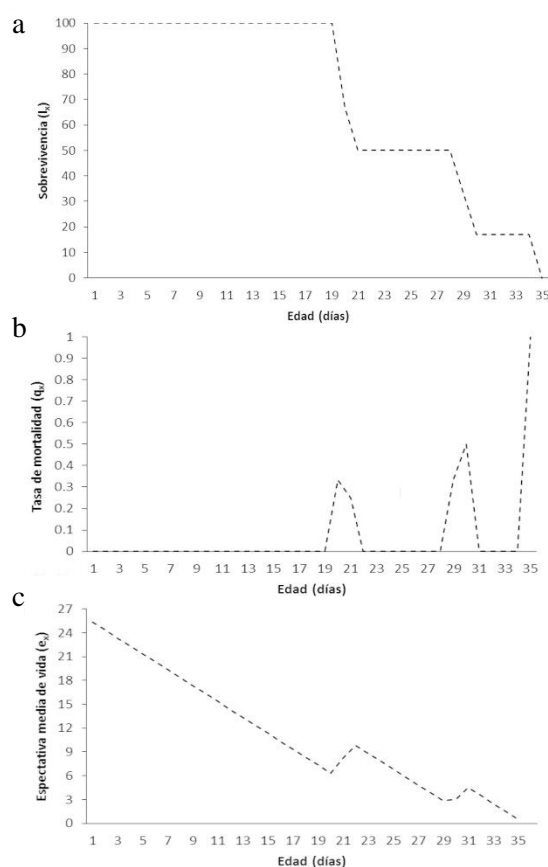 a
Sobrevivencia (lx)
100
90
80
70
60
50
40
30
20
10
0
1 3 5 7 9 11 13 15 17 19 21 23 25 27 29 31 33 35
Edad (días)
b
Tasa de mortalidad (qx)
1
0.9
0.8
0.7
0.6
0.5
0.4
0.3
0.2
0.1
0
1 3 5 7 9 11 13 15 17 19 21 23 25 27 29 31 33 35
Edad (días)
c
Espectativa media de vida (ex)
27
24
21
18
15
12
9
6
3
0
1 3 5 7 9 11 13 15 17 19 21 23 25 27 29 31 33 35
Edad (días)